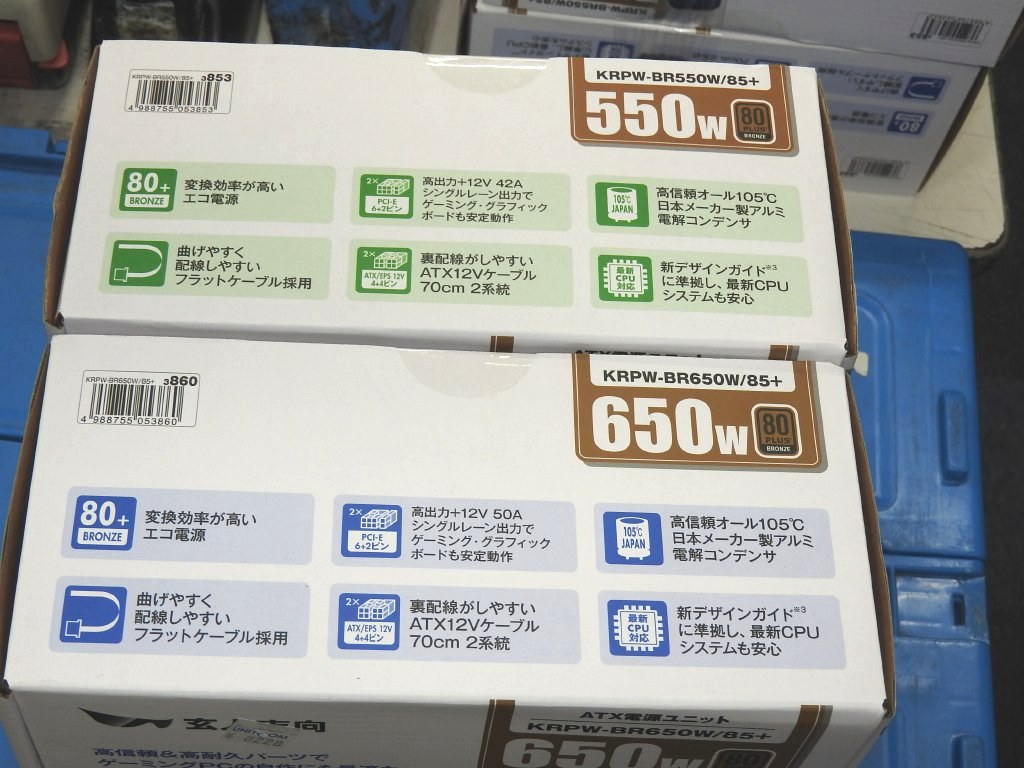 KRPW-BR550W/85+ 3853
4 988755 053853
KRPW-BR550W/85+
550W
80
PLUS
BRONZE
80+
BRONZE
変換効率が高い
エコ電源
2×
PCI-E
6+2ピン
高出力+12V 42A
シングルレーン出力で
ゲーミング・グラフィック
ボードも安定動作
105℃
JAPAN
高信頼オール105℃
日本メーカー製アルミ
電解コンデンサ
曲げやすく
配線しやすい
フラットケーブル採用
2×
ATX/EPS 12V
4+4ピン
裏配線がしやすい
ATX12Vケーブル
70cm 2系統
最新
CPU
対応
新デザインガイド※3
に準拠し、最新CPU
システムも安心
KRPW-BR650W/85+ 3860
4 988755 053860
KRPW-BR650W/85+
650W
80
PLUS
BRONZE
80+
BRONZE
変換効率が高い
エコ電源
2×
PCI-E
6+2ピン
高出力+12V 50A
シングルレーン出力で
ゲーミング・グラフィック
ボードも安定動作
105℃
JAPAN
高信頼オール105℃
日本メーカー製アルミ
電解コンデンサ
曲げやすく
配線しやすい
フラットケーブル採用
2×
ATX/EPS 12V
4+4ピン
裏配線がしやすい
ATX12Vケーブル
70cm 2系統
最新
CPU
対応
新デザインガイド※3
に準拠し、最新CPU
システムも安心
玄人志向
UNITCOM
高信頼&高耐久パーツで
ATX電源ユニット
KRPW-BR650W/85+
650W
80